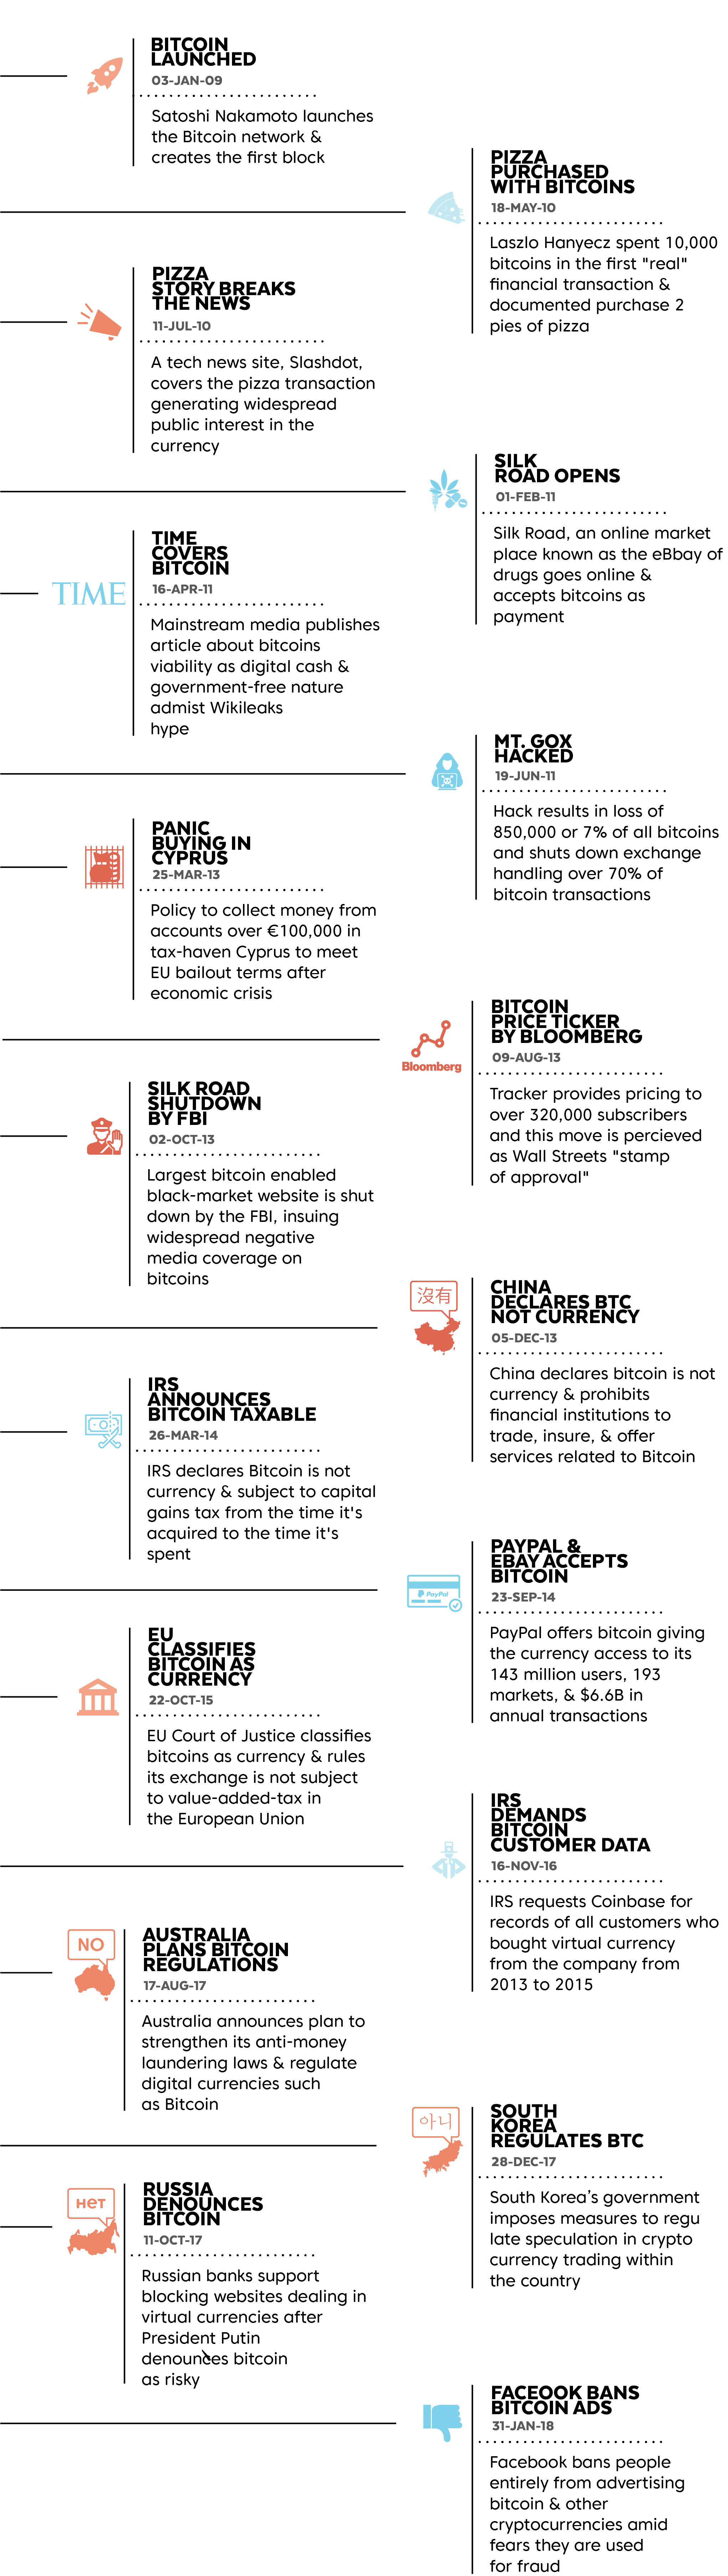 BITCOIN
LAUNCHED
03-JAN-09
Satoshi Nakamoto launches
the Bitcoin network &
creates the first block
PIZZA
PURCHASED
WITH BITCOINS
18-MAY-10
Laszlo Hanyecz spent 10,000
bitcoins in the first "real"
financial transaction &
documented purchase 2
pies of pizza
PIZZA
STORY BREAKS
THE NEWS
11-JUL-10
A tech news site, Slashdot,
covers the pizza transaction
generating widespread
public interest in the
currency
SILK
ROAD OPENS
01-FEB-11
Silk Road, an online market
place known as the eBbay of
drugs goes online &
accepts bitcoins as
payment
TIME
TIME
COVERS
BITCOIN
16-APR-11
Mainstream media publishes
article about bitcoins
viability as digital cash &
government-free nature
admist Wikileaks
hype
MT. GOX
HACKED
19-JUN-11
Hack results in loss of
850,000 or 7% of all bitcoins
and shuts down exchange
handling over 70% of
bitcoin transactions
PANIC
BUYING IN
CYPRUS
25-MAR-13
Policy to collect money from
accounts over €100,000 in
tax-haven Cyprus to meet
EU bailout terms after
economic crisis
Bloomberg
BITCOIN
PRICE TICKER
BY BLOOMBERG
09-AUG-13
Tracker provides pricing to
over 320,000 subscribers
and this move is percieved
as Wall Streets "stamp
of approval"
SILK ROAD
SHUTDOWN
BY FBI
02-OCT-13
Largest bitcoin enabled
black-market website is shut
down by the FBI, insuing
widespread negative
media coverage on
bitcoins
沒有
CHINA
DECLARES BTC
NOT CURRENCY
05-DEC-13
China declares bitcoin is not
currency & prohibits
financial institutions to
trade, insure, & offer
services related to Bitcoin
IRS
ANNOUNCES
BITCOIN TAXABLE
26-MAR-14
IRS declares Bitcoin is not
currency & subject to capital
gains tax from the time it's
acquired to the time it's
spent
PayPal
PAYPAL &
EBAY ACCEPTS
BITCOIN
23-SEP-14
PayPal offers bitcoin giving
the currency access to its
143 million users, 193
markets, & $6.6B in
annual transactions
EU
CLASSIFIES
BITCOIN AS
CURRENCY
22-OCT-15
EU Court of Justice classifies
bitcoins as currency & rules
its exchange is not subject
to value-added-tax in
the European Union
IRS
DEMANDS
BITCOIN
CUSTOMER DATA
16-NOV-16
IRS requests Coinbase for
records of all customers who
bought virtual currency
from the company from
2013 to 2015
NO
AUSTRALIA
PLANS BITCOIN
REGULATIONS
17-AUG-17
Australia announces plan to
strengthen its anti-money
laundering laws & regulate
digital currencies such
as Bitcoin
아니
SOUTH
KOREA
REGULATES BTC
28-DEC-17
South Korea's government
imposes measures to regu
late speculation in crypto
currency trading within
the country
нет
RUSSIA
DENOUNCES
BITCOIN
11-OCT-17
Russian banks support
blocking websites dealing in
virtual currencies after
President Putin
denounces bitcoin
as risky
FACEOOK BANS
BITCOIN ADS
31-JAN-18
Facebook bans people
entirely from advertising
bitcoin & other
cryptocurrencies amid
fears they are used
for fraud